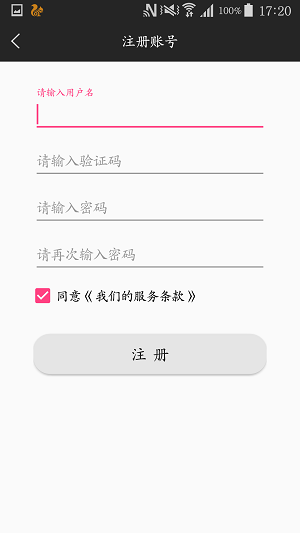 100% 17:20
注册账号
请输入用户名
请输入验证码
请输入密码
请再次输入密码
同意《我们的服务条款》
注 册